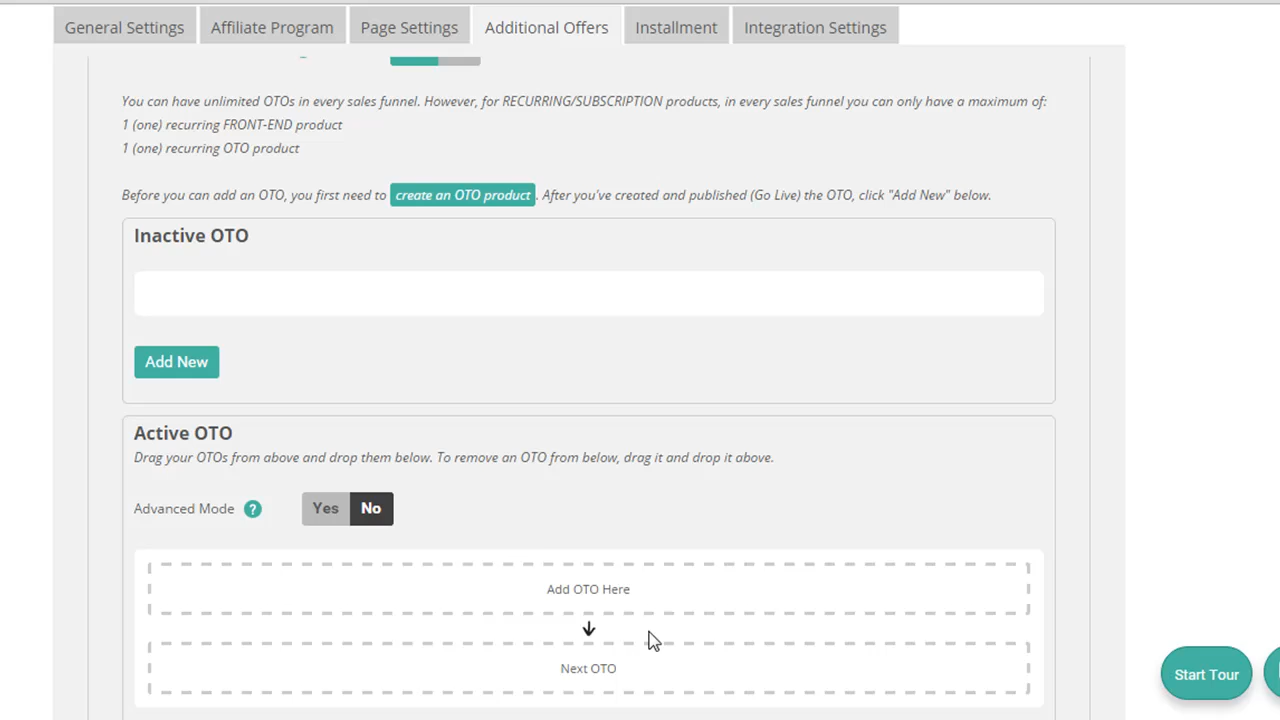 General Settings
Affiliate Program
Page Settings
Additional Offers
Installment
Integration Settings
You can have unlimited OTOs in every sales funnel. However, for RECURRING/SUBSCRIPTION products, in every sales funnel you can only have a maximum of:
1 (one) recurring FRONT-END product
1 (one) recurring OTO product
Before you can add an OTO, you first need to create an OTO product. After you've created and published (Go Live) the OTO, click "Add New" below.
Inactive OTO
Add New
Active OTO
Drag your OTOs from above and drop them below. To remove an OTO from below, drag it and drop it above.
Advanced Mode ? Yes No
Add OTO Here
Next OTO
Start Tour